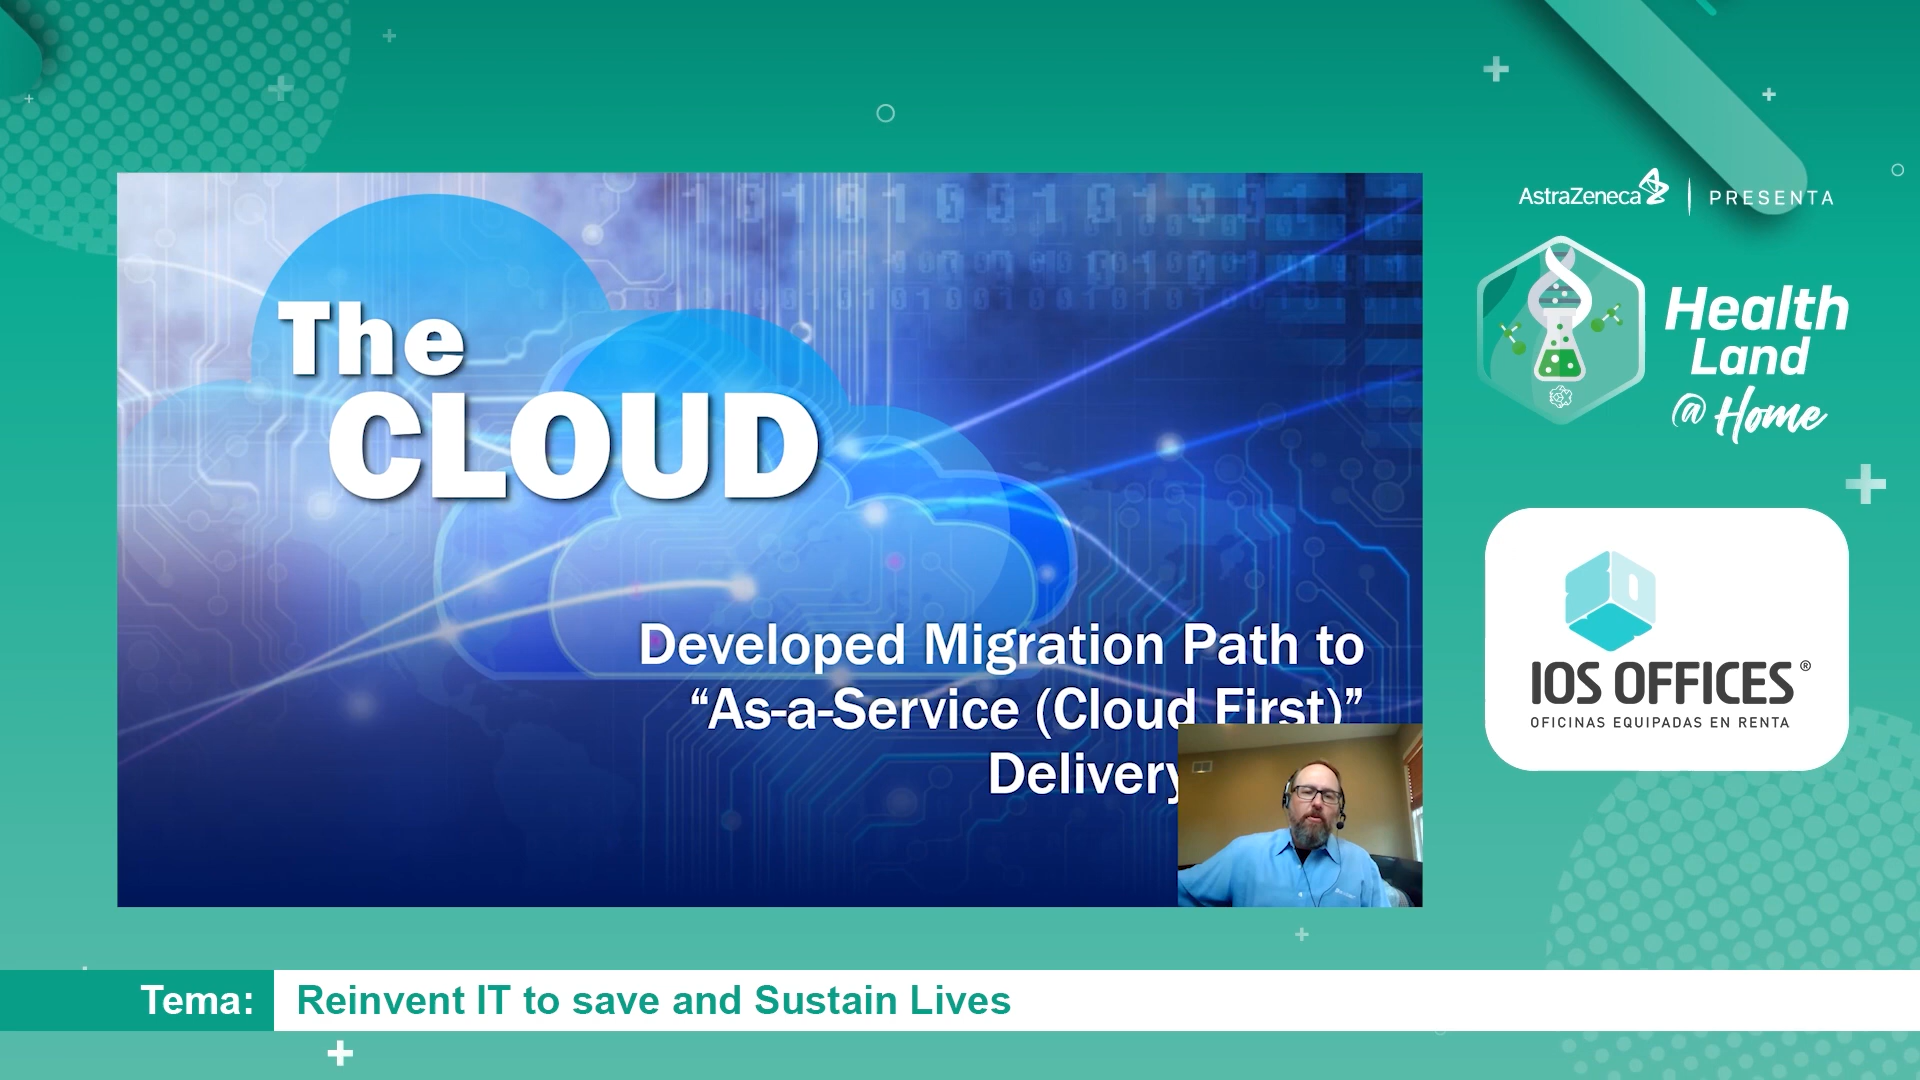 The
CLOUD
Developed Migration Path to
“As-a-Service (Cloud First)”
Delivery
AstraZeneca | PRESENTA
Health
Land
@ Home
IOS OFFICES®
OFICINAS EQUIPADAS EN RENTA
Tema: Reinvent IT to save and Sustain Lives